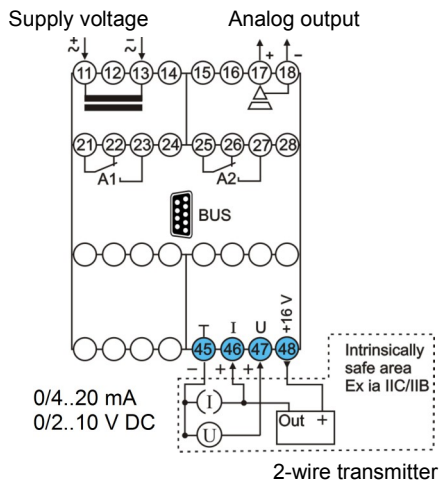 Supply voltage Analog output
+ ~ − ~ + −
11 12 13 14 15 16 17 18
21 22 23 24 25 26 27 28
A1 A2
BUS
⊥ I U +16 V
45 46 47 48
− + +
Intrinsically
safe area
Ex ia IIC/IIB
0/4..20 mA
0/2..10 V DC
I
Out +
U
2-wire transmitter